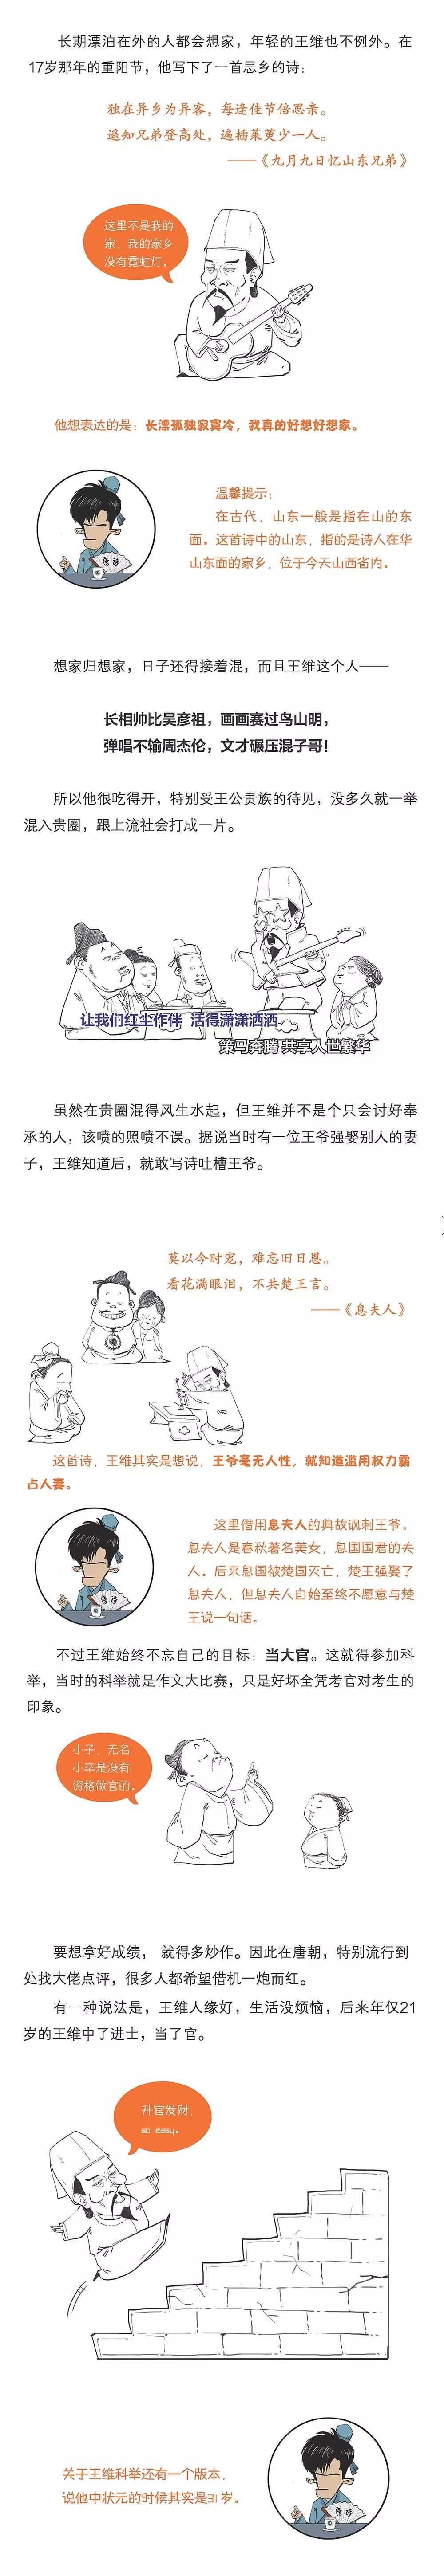 长期漂泊在外的人都会想家，年轻的王维也不例外。在
17岁那年的重阳节，他写下了一首思乡的诗：
独在异乡为异客，每逢佳节倍思亲。
遥知兄弟登高处，遍插茱萸少一人。
——《九月九日忆山东兄弟》
这里不是我的
家，我的家乡
没有霓虹灯。
他想表达的是：长漂孤独寂寞冷，我真的好想好想家。
温馨提示：
在古代，山东一般是指在山的东
面。这首诗中的山东，指的是诗人在华
山东面的家乡，位于今天山西省内。
唐诗
想家归想家，日子还得接着混，而且王维这个人——
长相帅比吴彦祖，画画赛过鸟山明，
弹唱不输周杰伦，文才碾压混子哥！
所以他很吃得开，特别受王公贵族的待见，没多久就一举
混入贵圈，跟上流社会打成一片。
让我们红尘作伴 活得潇潇洒洒
策马奔腾 共享人世繁华
虽然在贵圈混得风生水起，但王维并不是个只会讨好奉
承的人，该喷的照喷不误。据说当时有一位王爷强娶别人的妻
子，王维知道后，就敢写诗吐槽王爷。
莫以今时宠，难忘旧日恩。
看花满眼泪，不共楚王言。
——《息夫人》
这首诗，王维其实是想说，王爷毫无人性，就知道滥用权力霸
占人妻。
这里借用息夫人的典故讽刺王爷。
息夫人是春秋著名美女，息国国君的夫
人。后来息国被楚国灭亡，楚王强娶了
息夫人，但息夫人自始至终不愿意与楚
王说一句话。
唐诗
不过王维始终不忘自己的目标：当大官。这就得参加科
举，当时的科举就是作文大比赛，只是好坏全凭考官对考生的
印象。
小子，无名
小卒是没有
资格做官的。
要想拿好成绩， 就得多炒作。因此在唐朝，特别流行到
处找大佬点评，很多人都希望借机一炮而红。
有一种说法是，王维人缘好，生活没烦恼，后来年仅21
岁的王维中了进士，当了官。
升官发财，
so easy。
关于王维科举还有一个版本，
说他中状元的时候其实是31岁。
唐诗